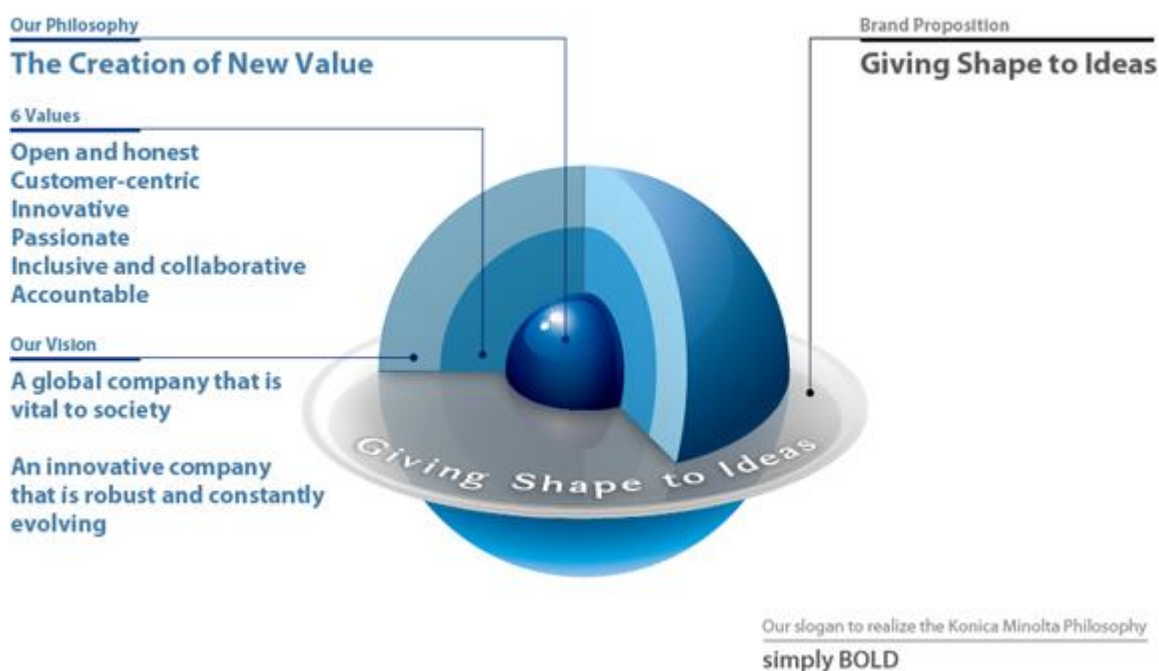 Our Philosophy
The Creation of New Value
6 Values
Open and honest
Customer-centric
Innovative
Passionate
Inclusive and collaborative
Accountable
Our Vision
A global company that is
vital to society
An innovative company
that is robust and constantly
evolving
Brand Proposition
Giving Shape to Ideas
Giving Shape to Ideas
Our slogan to realize the Konica Minolta Philosophy
simply BOLD